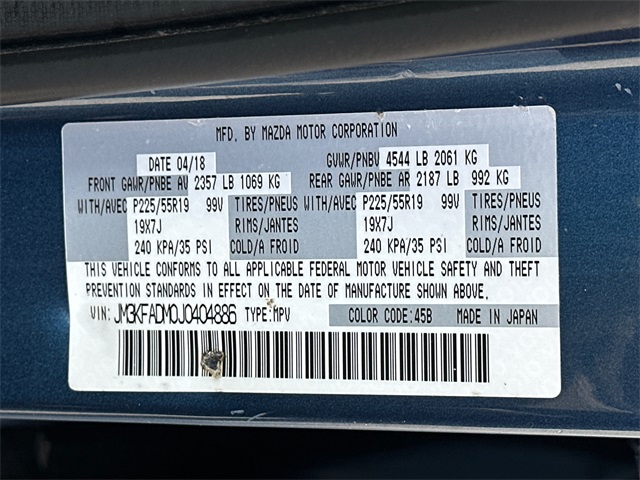 MFD. BY MAZDA MOTOR CORPORATION
DATE 04/18 GVWR/PNBV 4544 LB 2061 KG
FRONT GAWR/PNBE AV 2357 LB 1069 KG REAR GAWR/PNBE AR 2187 LB 992 KG
WITH/AVEC P225/55R19 99V TIRES/PNEUS WITH/AVEC P225/55R19 99V TIRES/PNEUS
19X7J RIMS/JANTES 19X7J RIMS/JANTES
240 KPA/35 PSI COLD/A FROID 240 KPA/35 PSI COLD/A FROID
THIS VEHICLE CONFORMS TO ALL APPLICABLE FEDERAL MOTOR VEHICLE SAFETY AND THEFT
PREVENTION STANDARDS IN EFFECT ON THE DATE OF MANUFACTURE SHOWN ABOVE.
VIN: JM3KFADM0J0404886 TYPE:MPV COLOR CODE:45B MADE IN JAPAN